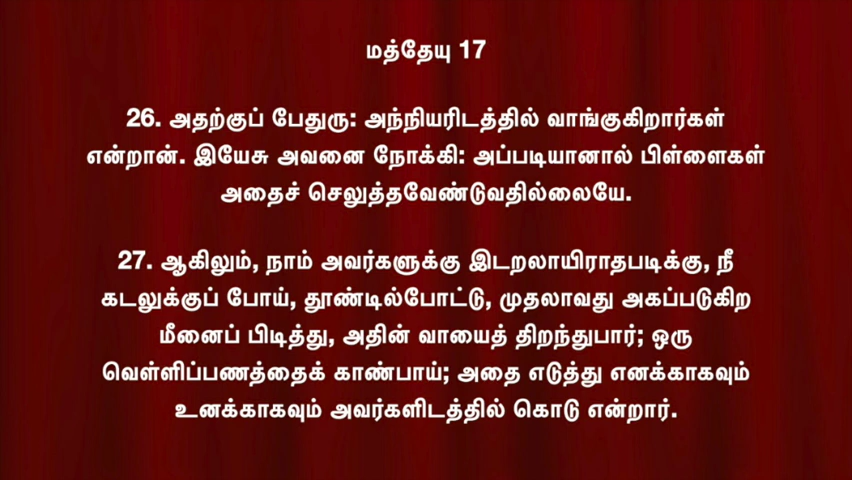 மத்தேயு 17
26. அதற்குப் பேதுரு: அந்நியரிடத்தில் வாங்குகிறார்கள்
என்றான். இயேசு அவனை நோக்கி: அப்படியானால் பிள்ளைகள்
அதைச் செலுத்தவேண்டுவதில்லையே.
27. ஆகிலும், நாம் அவர்களுக்கு இடறலாயிராதபடிக்கு, நீ
கடலுக்குப் போய், தூண்டில்போட்டு, முதலாவது அகப்படுகிற
மீனைப் பிடித்து, அதின் வாயைத் திறந்துபார்; ஒரு
வெள்ளிப்பணத்தைக் காண்பாய்; அதை எடுத்து எனக்காகவும்
உனக்காகவும் அவர்களிடத்தில் கொடு என்றார்.